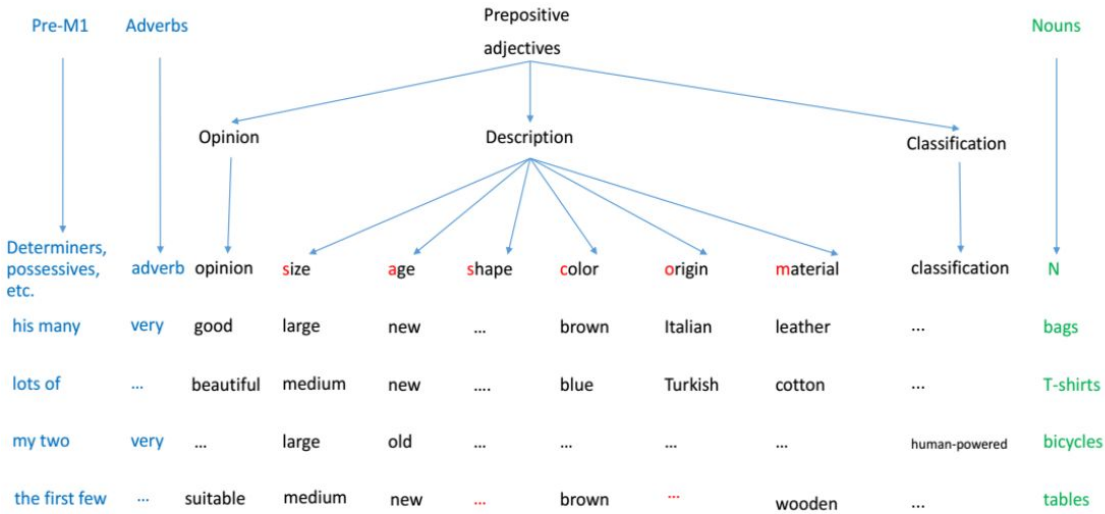 Pre-M1 Adverbs Prepositive adjectives Nouns
Opinion Description Classification
Determiners, possessives, etc. adverb opinion size age shape color origin material classification N
his many very good large new ... brown Italian leather ... bags
lots of ... beautiful medium new .... blue Turkish cotton ... T-shirts
my two very ... large old ... ... ... ... human-powered bicycles
the first few ... suitable medium new ... brown ... wooden ... tables